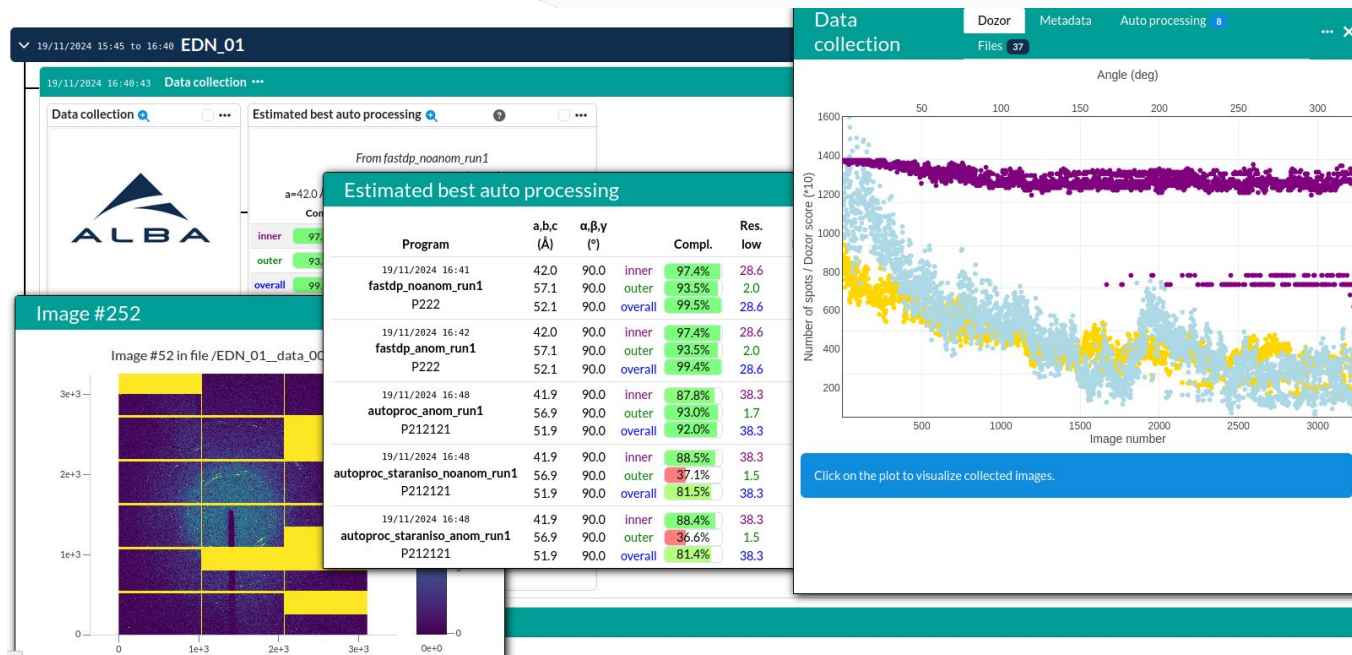 19/11/2024 15:45 to 16:40 EDN_01
19/11/2024 16:40:43 Data collection •••
Data collection •••
ALBA
Estimated best auto processing ? •••
From fastdp_noanom_run1
a=42.0
inner 97.
outer 93.
overall 99.
Image #252
Image #52 in file /EDN_01__data_00
3e+3
2e+3
1e+3
0
0 1e+3 2e+3 3e+3
0
0e+0
Estimated best auto processing
a,b,c α,β,γ Res.
Program (Å) (°) Compl. low
19/11/2024 16:41 42.0 90.0 inner 97.4% 28.6
fastdp_noanom_run1 57.1 90.0 outer 93.5% 2.0
P222 52.1 90.0 overall 99.5% 28.6
19/11/2024 16:42 42.0 90.0 inner 97.4% 28.6
fastdp_anom_run1 57.1 90.0 outer 93.5% 2.0
P222 52.1 90.0 overall 99.4% 28.6
19/11/2024 16:48 41.9 90.0 inner 87.8% 38.3
autoproc_anom_run1 56.9 90.0 outer 93.0% 1.7
P212121 51.9 90.0 overall 92.0% 38.3
19/11/2024 16:48 41.9 90.0 inner 88.5% 38.3
autoproc_staraniso_noanom_run1 56.9 90.0 outer 37.1% 1.5
P212121 51.9 90.0 overall 81.5% 38.3
19/11/2024 16:48 41.9 90.0 inner 88.4% 38.3
autoproc_staraniso_anom_run1 56.9 90.0 outer 36.6% 1.5
P212121 51.9 90.0 overall 81.4% 38.3
Data collection
Dozor Metadata Auto processing 8
Files 37
••• ×
Angle (deg)
50 100 150 200 250 300
1600
1400
1200
1000
800
600
400
200
Number of spots / Dozor score (*10)
500 1000 1500 2000 2500 3000
Image number
Click on the plot to visualize collected images.